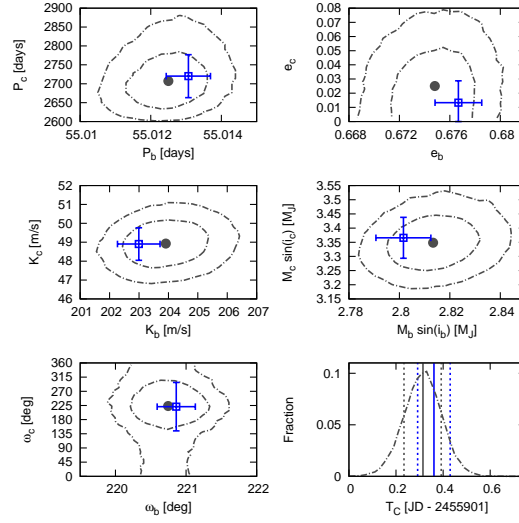 2900
2850
2800
2750
2700
2650
2600
P_c [days]
55.01 55.012 55.014
P_b [days]
0.08
0.07
0.06
0.05
0.04
0.03
0.02
0.01
0
e_c
0.668 0.672 0.676 0.68
e_b
52
51
50
49
48
47
46
K_c [m/s]
201 202 203 204 205 206 207
K_b [m/s]
3.55
3.5
3.45
3.4
3.35
3.3
3.25
3.2
3.15
M_c sin(i_c) [M_J]
2.78 2.8 2.82 2.84
M_b sin(i_b) [M_J]
360
315
270
225
180
135
90
45
0
ω_c [deg]
220 221 222
ω_b [deg]
0.1
0.05
0
Fraction
0 0.2 0.4 0.6
T_C [JD - 2455901]